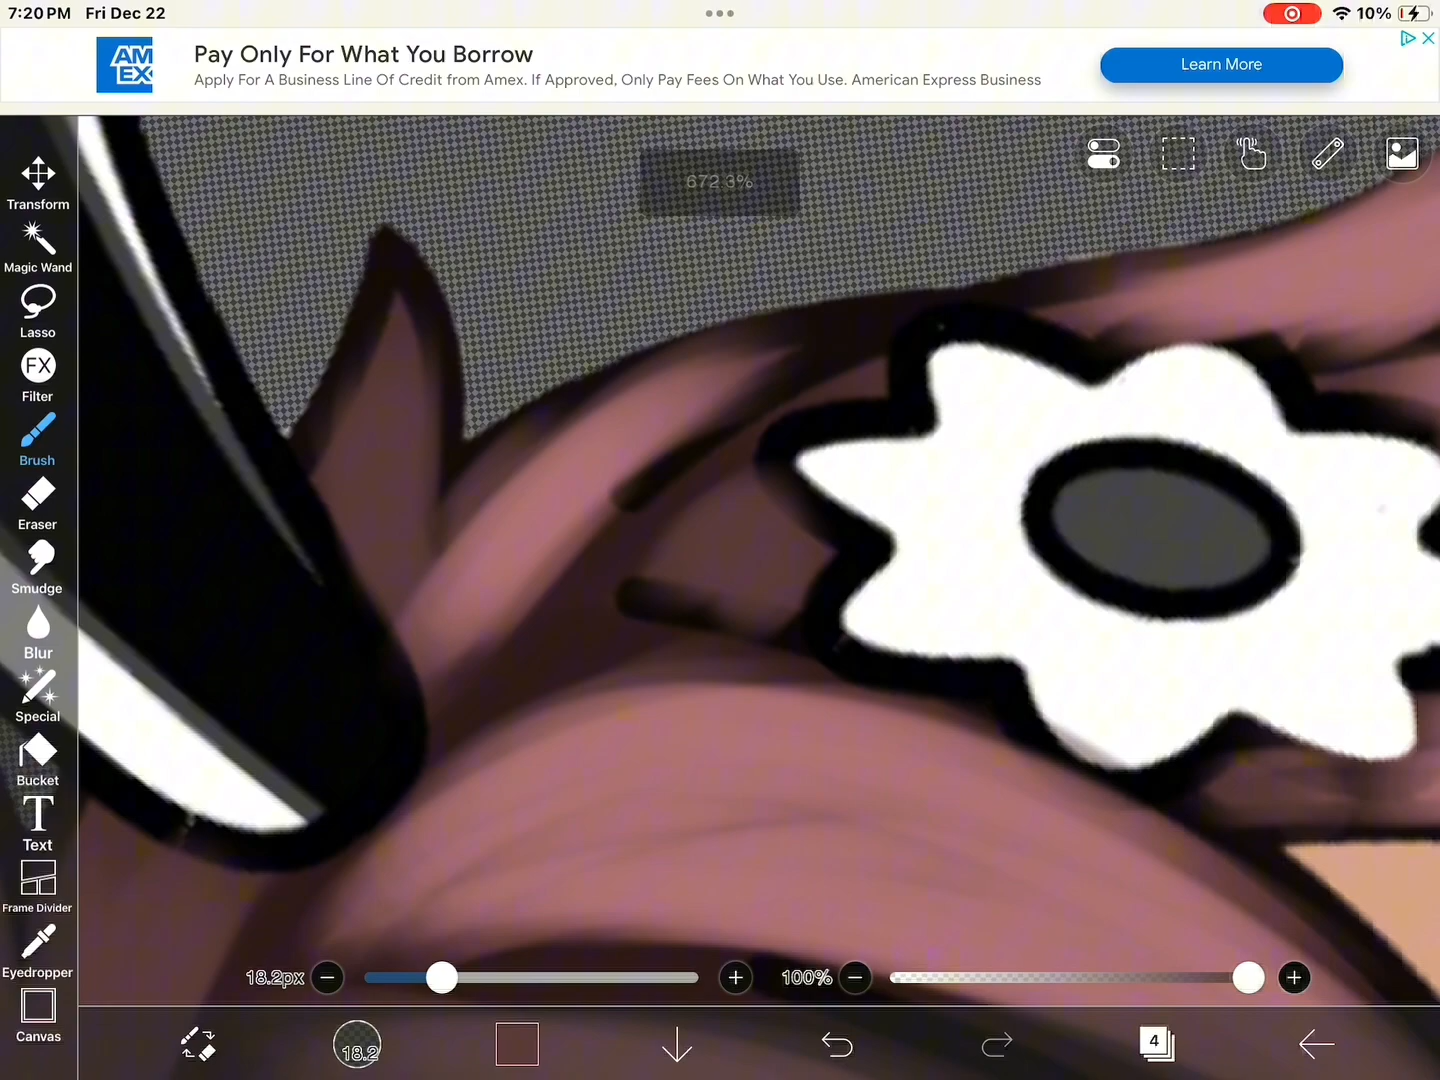 7:20 PM Fri Dec 22
10%
AM
EX
Pay Only For What You Borrow
Apply For A Business Line Of Credit from Amex. If Approved, Only Pay Fees On What You Use. American Express Business
Learn More
672.3%
Transform
Magic Wand
Lasso
FX
Filter
Brush
Eraser
Smudge
Blur
Special
Bucket
T
Text
Frame Divider
Eyedropper
Canvas
18.2px
100%
18.2
4